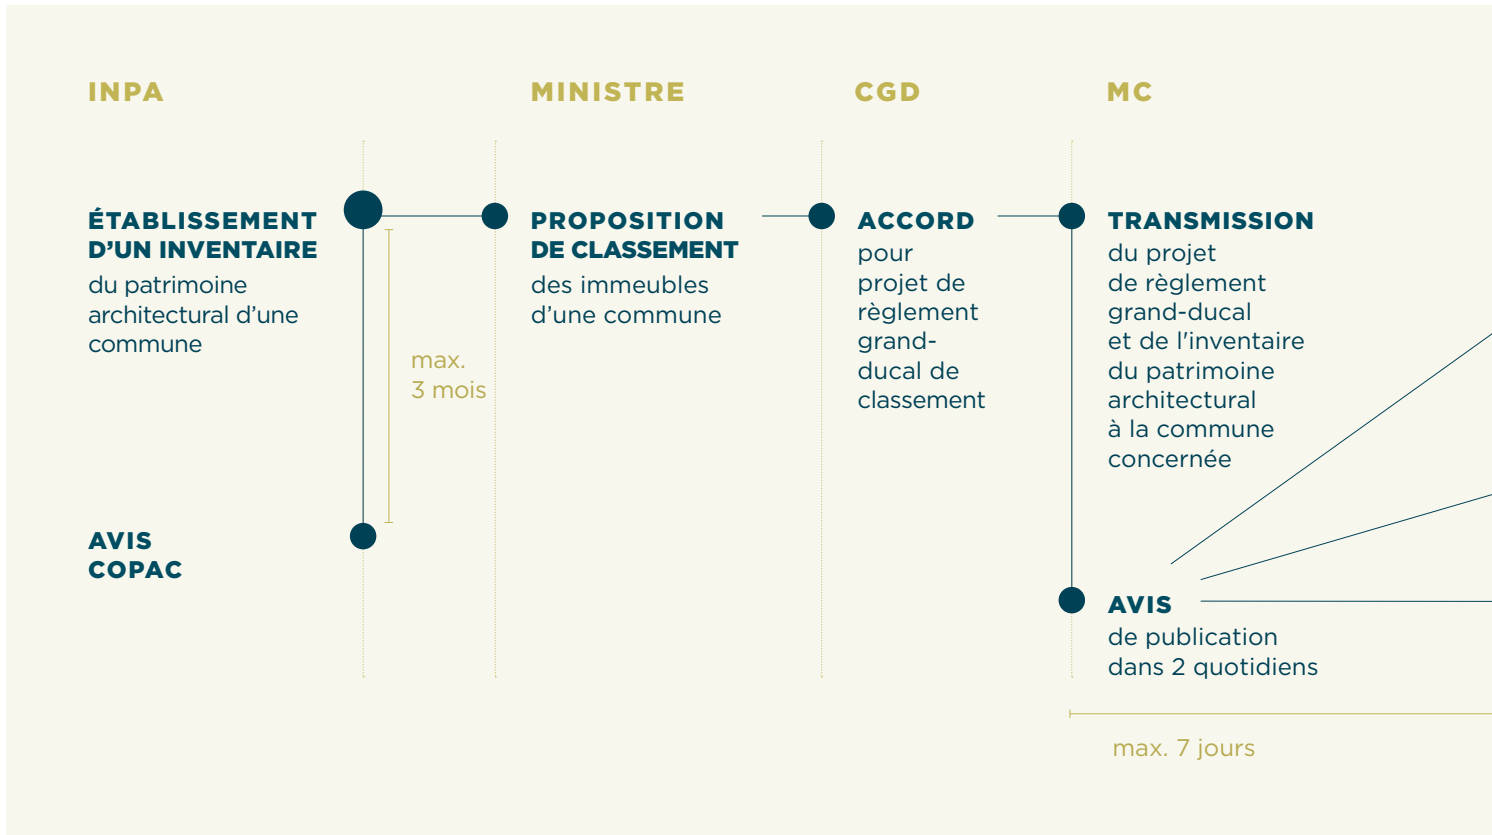 INPA
MINISTRE
CGD
MC
ÉTABLISSEMENT
D’UN INVENTAIRE
du patrimoine
architectural d’une
commune
max.
3 mois
AVIS
COPAC
PROPOSITION
DE CLASSEMENT
des immeubles
d’une commune
ACCORD
pour
projet de
règlement
grand-
ducal de
classement
TRANSMISSION
du projet
de règlement
grand-ducal
et de l'inventaire
du patrimoine
architectural
à la commune
concernée
AVIS
de publication
dans 2 quotidiens
max. 7 jours